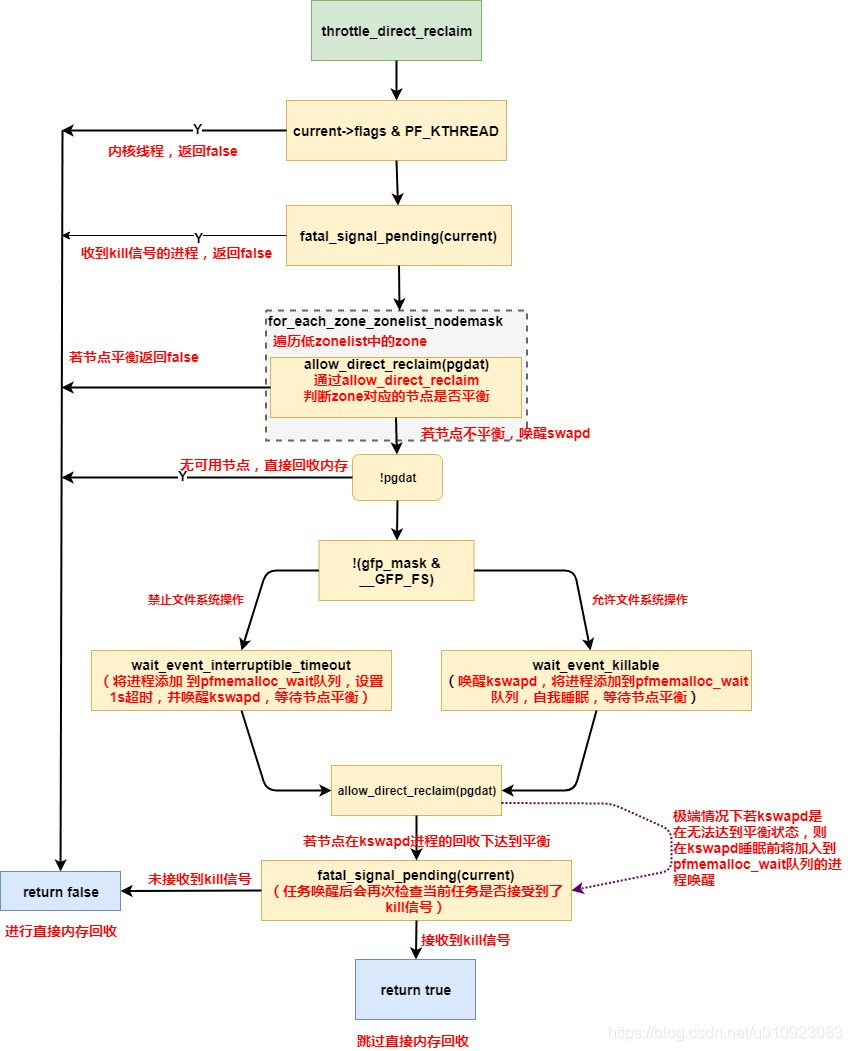 throttle_direct_reclaim
current->flags & PF_KTHREAD
Y
内核线程，返回false
fatal_signal_pending(current)
Y
收到kill信号的进程，返回false
for_each_zone_zonelist_nodemask
遍历低zonelist中的zone
若节点平衡返回false
allow_direct_reclaim(pgdat)
通过allow_direct_reclaim
判断zone对应的节点是否平衡
若节点不平衡，唤醒swapd
无可用节点，直接回收内存
Y
!pgdat
!(gfp_mask &
__GFP_FS)
禁止文件系统操作
允许文件系统操作
wait_event_interruptible_timeout
（将进程添加 到pfmemalloc_wait队列，设置
1s超时，并唤醒kswapd，等待节点平衡）
wait_event_killable
（唤醒kswapd，将进程添加到pfmemalloc_wait
队列，自我睡眠，等待节点平衡）
allow_direct_reclaim(pgdat)
极端情况下若kswapd是
在无法达到平衡状态，则
在kswapd睡眠前将加入到
pfmemalloc_wait队列的进
程唤醒
若节点在kswapd进程的回收下达到平衡
fatal_signal_pending(current)
（任务唤醒后会再次检查当前任务是否接受到了
kill信号）
未接收到kill信号
return false
进行直接内存回收
接收到kill信号
return true
跳过直接内存回收
https://blog.csdn.net/u010923083